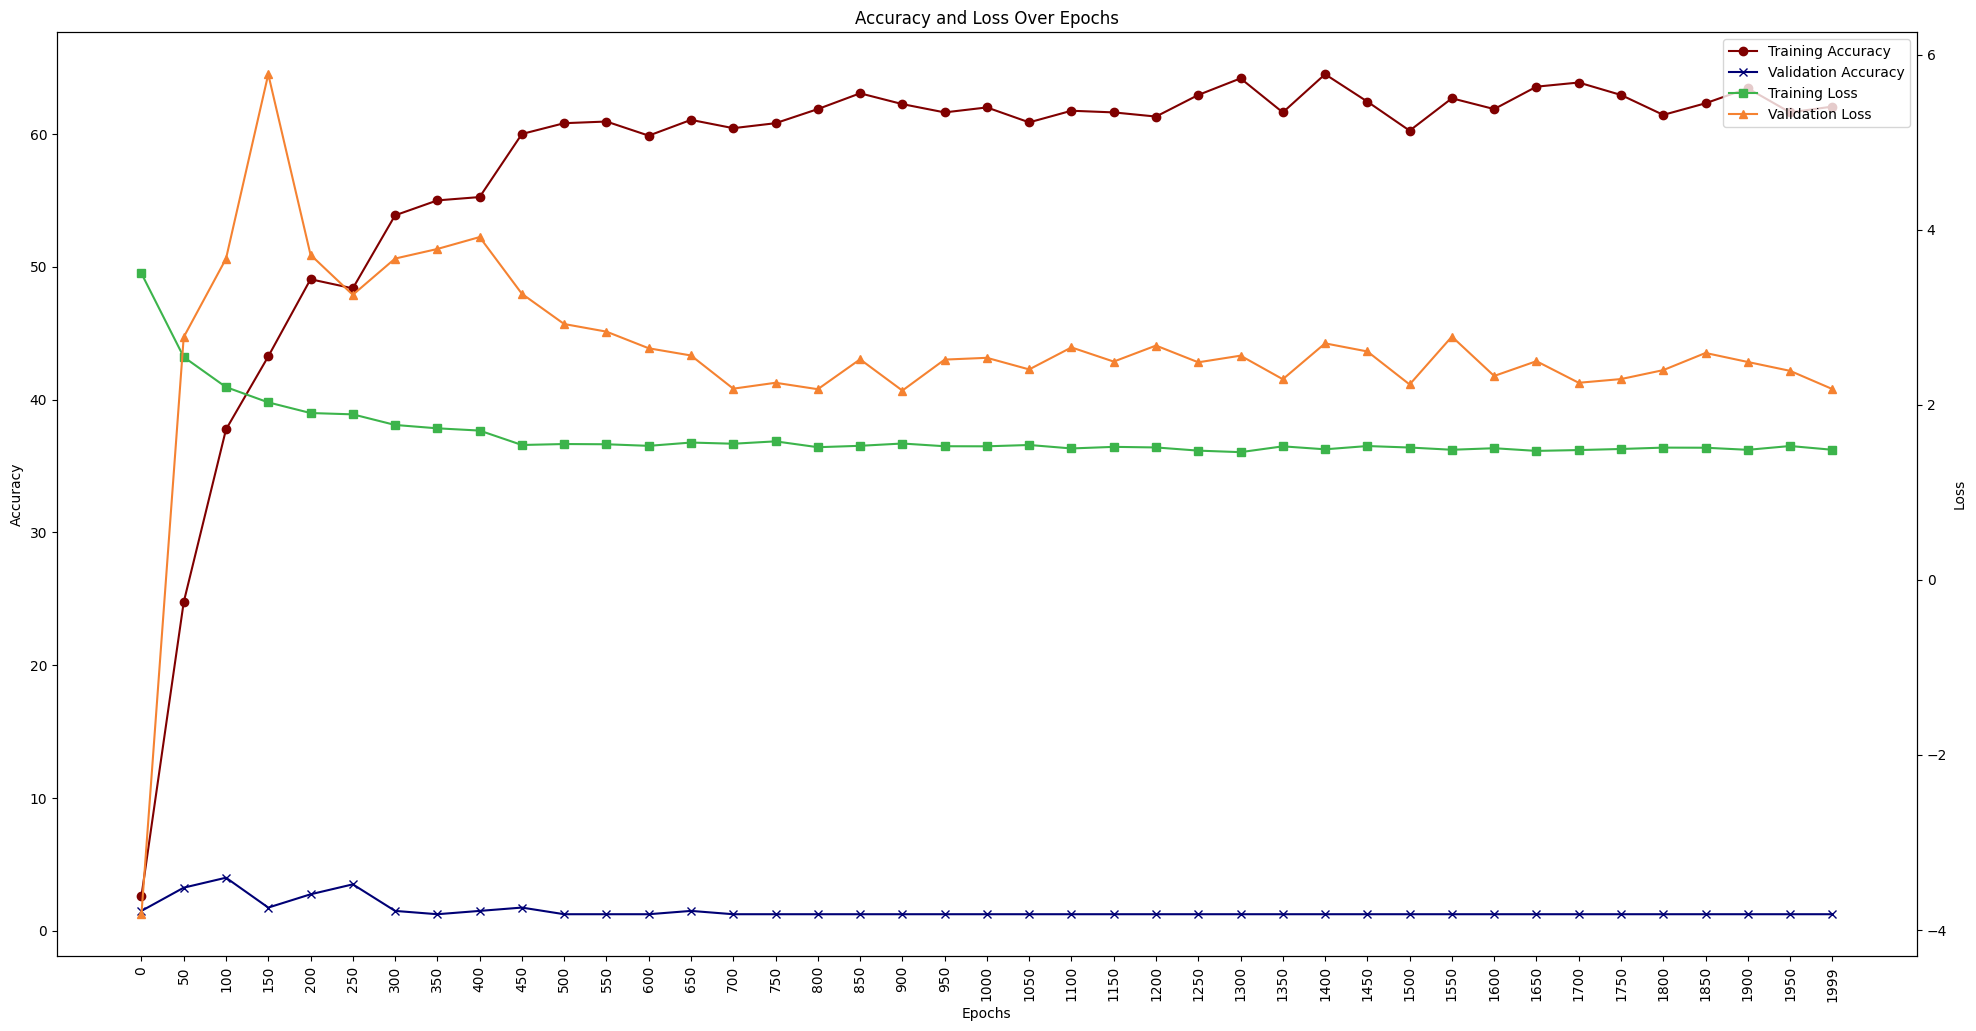 Accuracy and Loss Over Epochs
Training Accuracy
Validation Accuracy
Training Loss
Validation Loss
Accuracy
60
50
40
30
20
10
0
Loss
6
4
2
0
−2
−4
0 50 100 150 200 250 300 350 400 450 500 550 600 650 700 750 800 850 900 950 1000 1050 1100 1150 1200 1250 1300 1350 1400 1450 1500 1550 1600 1650 1700 1750 1800 1850 1900 1950 1999
Epochs